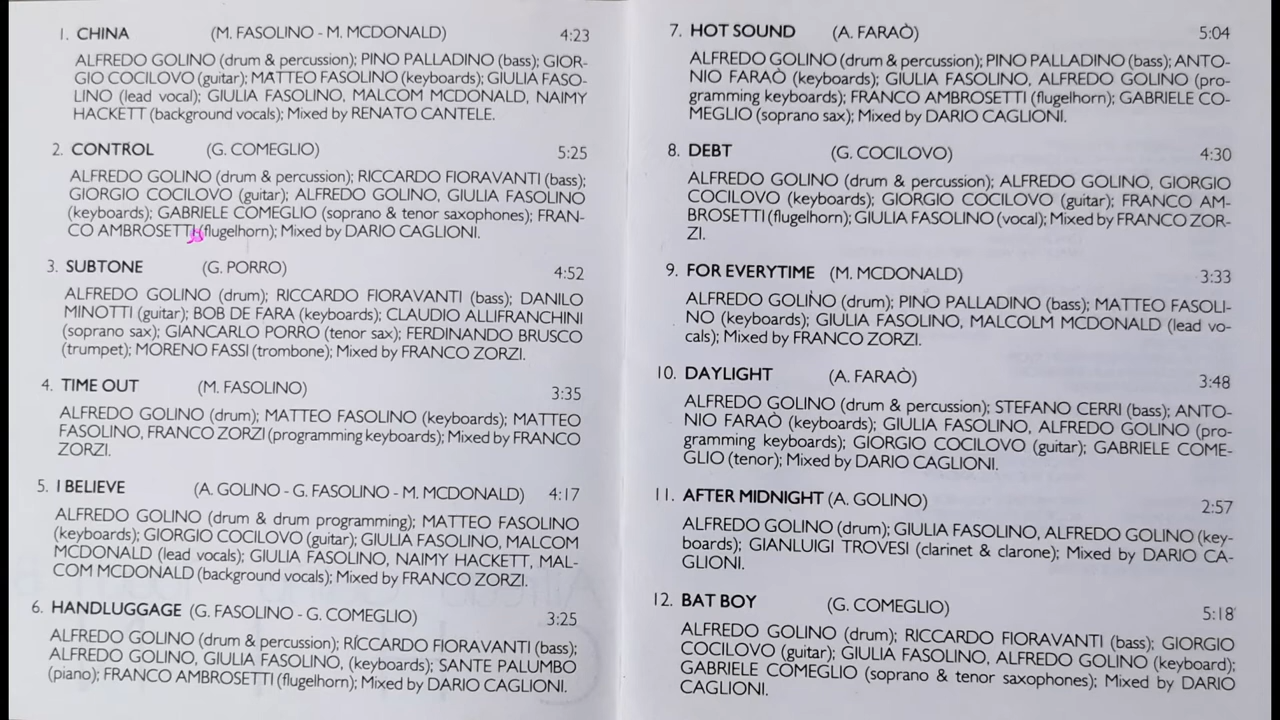 1. CHINA (M. FASOLINO - M. MCDONALD) 4:23
ALFREDO GOLINO (drum & percussion); PINO PALLADINO (bass); GIOR-
GIO COCILOVO (guitar); MATTEO FASOLINO (keyboards); GIULIA FASO-
LINO (lead vocal); GIULIA FASOLINO, MALCOM MCDONALD, NAIMY
HACKETT (background vocals); Mixed by RENATO CANTELE.
2. CONTROL (G. COMEGLIO) 5:25
ALFREDO GOLINO (drum & percussion); RICCARDO FIORAVANTI (bass);
GIORGIO COCILOVO (guitar); ALFREDO GOLINO, GIULIA FASOLINO
(keyboards); GABRIELE COMEGLIO (soprano & tenor saxophones); FRAN-
CO AMBROSETTI (flugelhorn); Mixed by DARIO CAGLIONI.
3. SUBTONE (G. PORRO) 4:52
ALFREDO GOLINO (drum); RICCARDO FIORAVANTI (bass); DANILO
MINOTTI (guitar); BOB DE FARA (keyboards); CLAUDIO ALLIFRANCHINI
(soprano sax); GIANCARLO PORRO (tenor sax); FERDINANDO BRUSCO
(trumpet); MORENO FASSI (trombone); Mixed by FRANCO ZORZI.
4. TIME OUT (M. FASOLINO) 3:35
ALFREDO GOLINO (drum); MATTEO FASOLINO (keyboards); MATTEO
FASOLINO, FRANCO ZORZI (programming keyboards); Mixed by FRANCO
ZORZI.
5. I BELIEVE (A. GOLINO - G. FASOLINO - M. MCDONALD) 4:17
ALFREDO GOLINO (drum & drum programming); MATTEO FASOLINO
(keyboards); GIORGIO COCILOVO (guitar); GIULIA FASOLINO, MALCOM
MCDONALD (lead vocals); GIULIA FASOLINO, NAIMY HACKETT, MAL-
COM MCDONALD (background vocals); Mixed by FRANCO ZORZI.
6. HANDLUGGAGE (G. FASOLINO - G. COMEGLIO) 3:25
ALFREDO GOLINO (drum & percussion); RICCARDO FIORAVANTI (bass);
ALFREDO GOLINO, GIULIA FASOLINO, (keyboards); SANTE PALUMBO
(piano); FRANCO AMBROSETTI (flugelhorn); Mixed by DARIO CAGLIONI.
7. HOT SOUND (A. FARAÒ) 5:04
ALFREDO GOLINO (drum & percussion); PINO PALLADINO (bass); ANTO-
NIO FARAÒ (keyboards); GIULIA FASOLINO, ALFREDO GOLINO (pro-
gramming keyboards); FRANCO AMBROSETTI (flugelhorn); GABRIELE CO-
MEGLIO (soprano sax); Mixed by DARIO CAGLIONI.
8. DEBT (G. COCILOVO) 4:30
ALFREDO GOLINO (drum & percussion); ALFREDO GOLINO, GIORGIO
COCILOVO (keyboards); GIORGIO COCILOVO (guitar); FRANCO AM-
BROSETTI (flugelhorn); GIULIA FASOLINO (vocal); Mixed by FRANCO ZOR-
ZI.
9. FOR EVERYTIME (M. MCDONALD) 3:33
ALFREDO GOLINO (drum); PINO PALLADINO (bass); MATTEO FASOLI-
NO (keyboards); GIULIA FASOLINO, MALCOLM MCDONALD (lead vo-
cals); Mixed by FRANCO ZORZI.
10. DAYLIGHT (A. FARAÒ) 3:48
ALFREDO GOLINO (drum & percussion); STEFANO CERRI (bass); ANTO-
NIO FARAÒ (keyboards); GIULIA FASOLINO, ALFREDO GOLINO (pro-
gramming keyboards); GIORGIO COCILOVO (guitar); GABRIELE COME-
GLIO (tenor); Mixed by DARIO CAGLIONI.
11. AFTER MIDNIGHT (A. GOLINO) 2:57
ALFREDO GOLINO (drum); GIULIA FASOLINO, ALFREDO GOLINO (key-
boards); GIANLUIGI TROVESI (clarinet & clarone); Mixed by DARIO CA-
GLIONI.
12. BAT BOY (G. COMEGLIO) 5:18
ALFREDO GOLINO (drum); RICCARDO FIORAVANTI (bass); GIORGIO
COCILOVO (guitar); GIULIA FASOLINO, ALFREDO GOLINO (keyboard);
GABRIELE COMEGLIO (soprano & tenor saxophones); Mixed by DARIO
CAGLIONI.